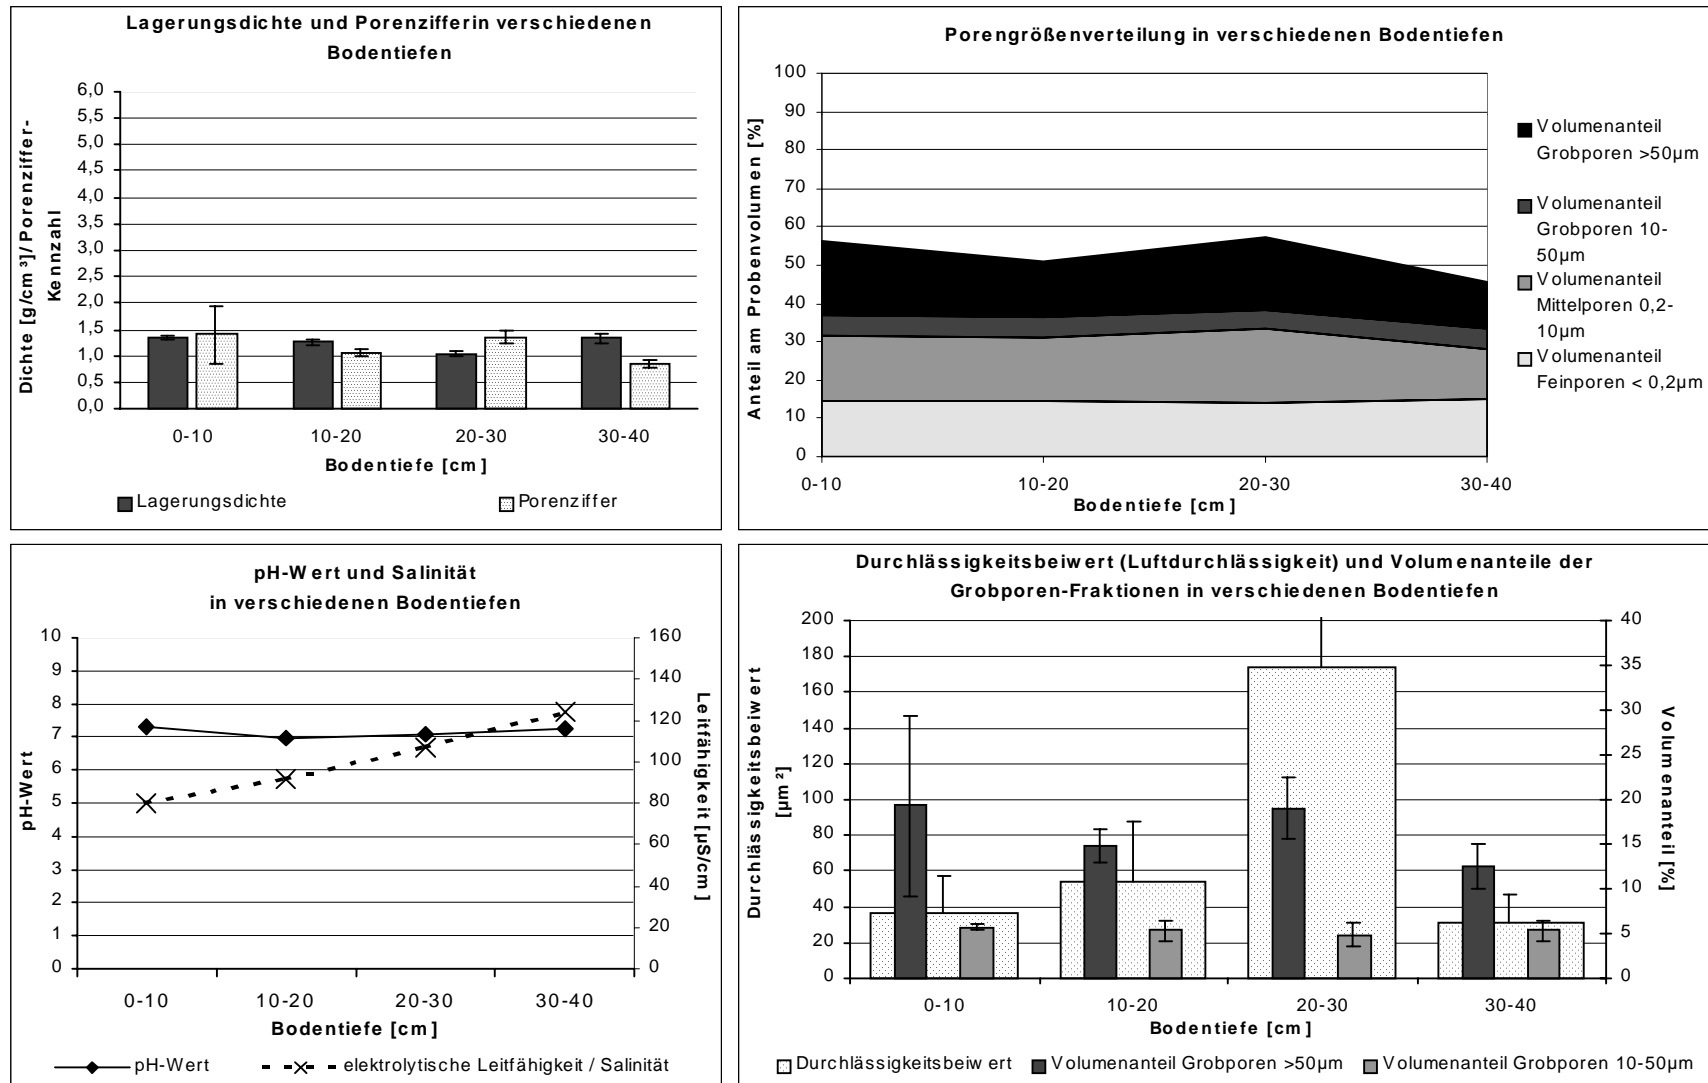 Lagerungsdichte und Porenzifferin verschiedenen
Bodentiefen
Dichte [g/cm³]/ Porenziffer-
Kennzahl
6,0
5,5
5,0
4,5
4,0
3,5
3,0
2,5
2,0
1,5
1,0
0,5
0,0
0-10
10-20
20-30
30-40
Bodentiefe [cm]
Lagerungsdichte
Porenziffer
Porengrößenverteilung in verschiedenen Bodentiefen
Anteil am Probenvolumen [%]
100
90
80
70
60
50
40
30
20
10
0
0-10
10-20
20-30
30-40
Bodentiefe [cm]
Volumenanteil
Grobporen >50µm
Volumenanteil
Grobporen 10-
50µm
Volumenanteil
Mittelporen 0,2-
10µm
Volumenanteil
Feinporen < 0,2µm
pH-Wert und Salinität
in verschiedenen Bodentiefen
pH-Wert
10
9
8
7
6
5
4
3
2
1
0
160
140
120
100
80
60
40
20
0
Leitfähigkeit [µS/cm]
0-10
10-20
20-30
30-40
Bodentiefe [cm]
pH-Wert
elektrolytische Leitfähigkeit / Salinität
Durchlässigkeitsbeiwert (Luftdurchlässigkeit) und Volumenanteile der
Grobporen-Fraktionen in verschiedenen Bodentiefen
Durchlässigkeitsbeiwert
[µm²]
200
180
160
140
120
100
80
60
40
20
0
40
35
30
25
20
15
10
5
0
Volumenanteil
[%]
0-10
10-20
20-30
30-40
Bodentiefe [cm]
Durchlässigkeitsbeiwert
Volumenanteil Grobporen >50µm
Volumenanteil Grobporen 10-50µm